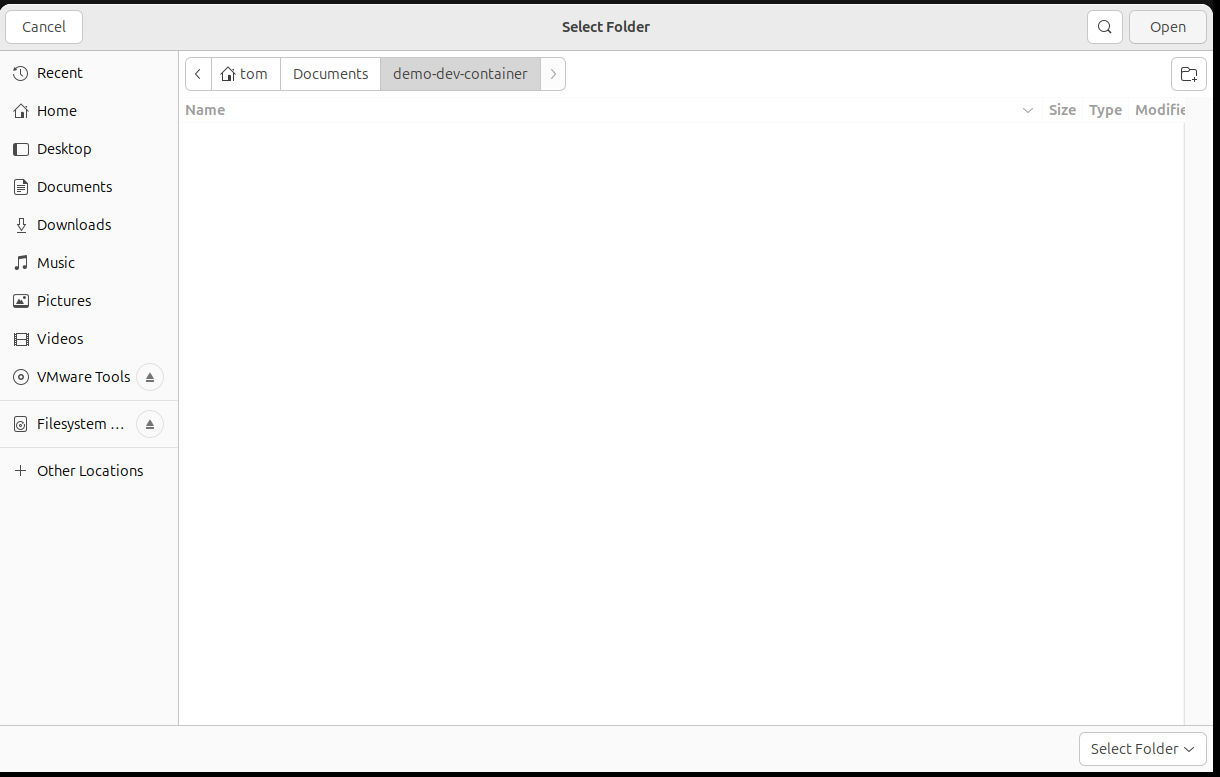 Cancel
Select Folder
Open
Recent
Home
Desktop
Documents
Downloads
Music
Pictures
Videos
VMware Tools
Filesystem ...
Other Locations
tom
Documents
demo-dev-container
Name
Size
Type
Modifie
Select Folder